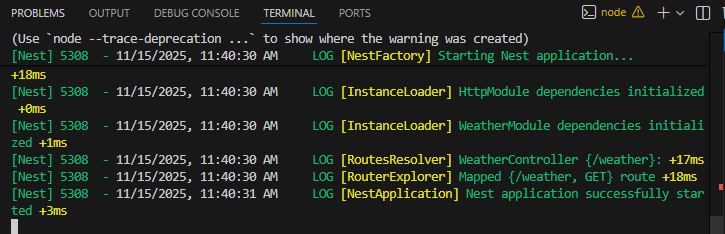 PROBLEMS OUTPUT DEBUG CONSOLE TERMINAL PORTS node
(Use `node --trace-deprecation ...` to show where the warning was created)
[Nest] 5308  - 11/15/2025, 11:40:30 AM     LOG [NestFactory] Starting Nest application...
+18ms
[Nest] 5308  - 11/15/2025, 11:40:30 AM     LOG [InstanceLoader] HttpModule dependencies initialized
+0ms
[Nest] 5308  - 11/15/2025, 11:40:30 AM     LOG [InstanceLoader] WeatherModule dependencies initiali
zed +1ms
[Nest] 5308  - 11/15/2025, 11:40:30 AM     LOG [RoutesResolver] WeatherController {/weather}: +17ms
[Nest] 5308  - 11/15/2025, 11:40:30 AM     LOG [RouterExplorer] Mapped {/weather, GET} route +18ms
[Nest] 5308  - 11/15/2025, 11:40:31 AM     LOG [NestApplication] Nest application successfully star
ted +3ms